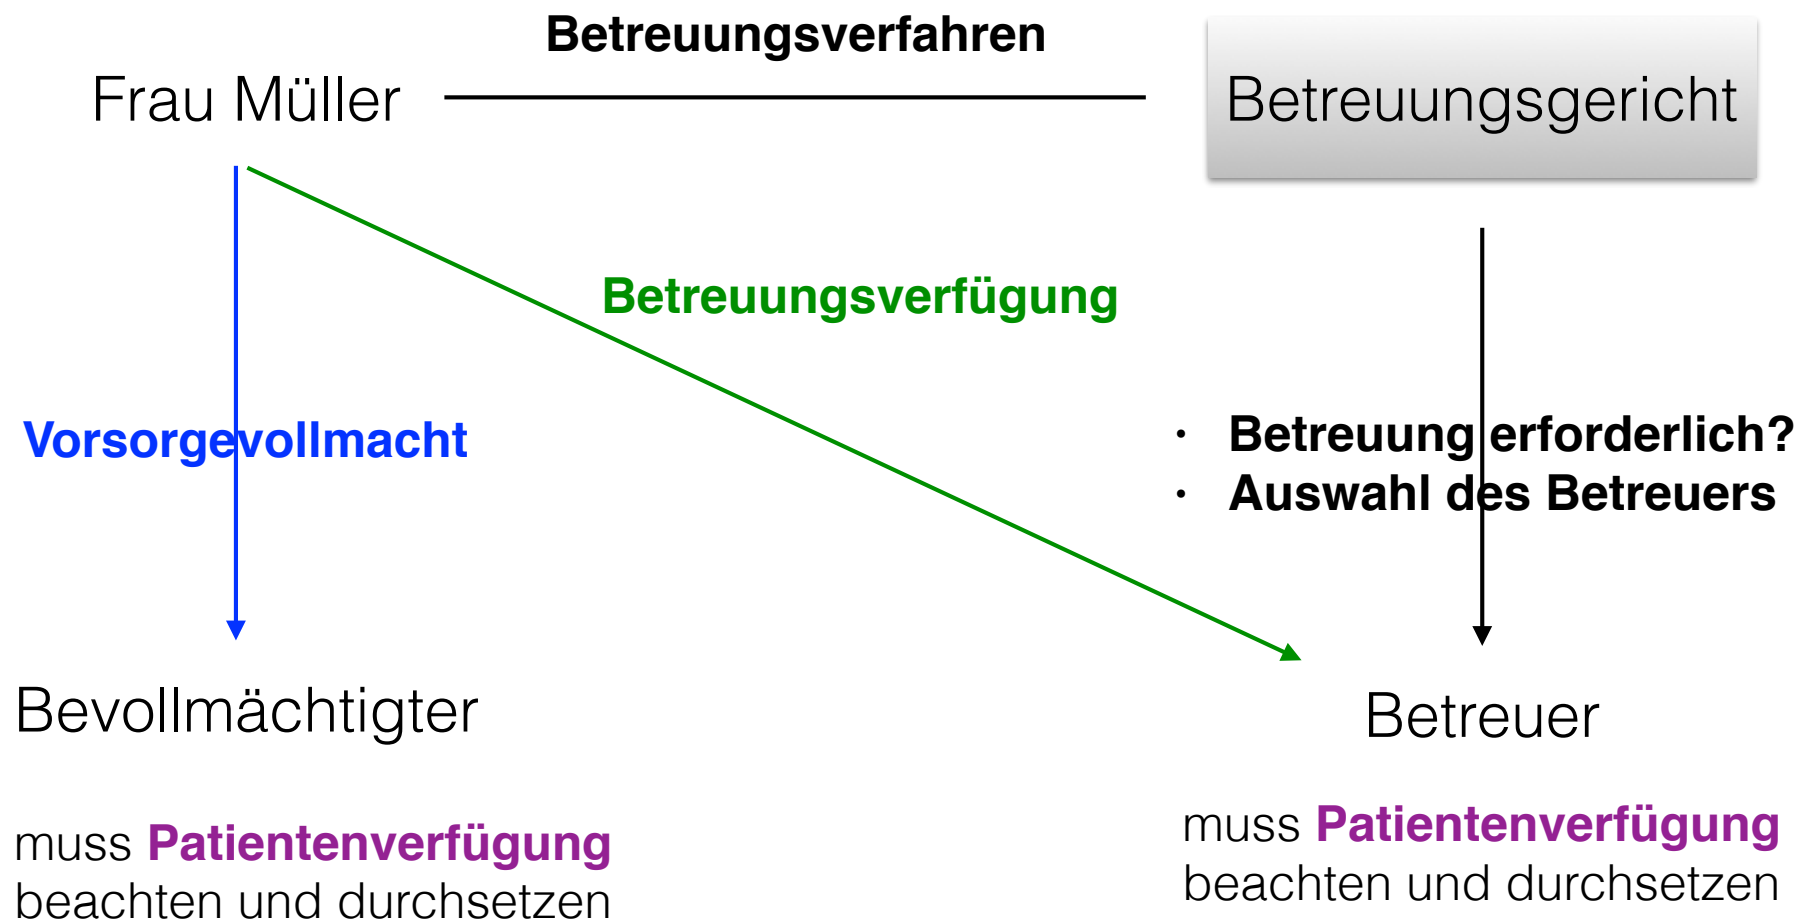 Betreuungsverfahren
Frau Müller
Betreuungsgericht
Betreuungsverfügung
Vorsorgevollmacht
· Betreuung erforderlich?
· Auswahl des Betreuers
Bevollmächtigter
Betreuer
muss Patientenverfügung
beachten und durchsetzen
muss Patientenverfügung
beachten und durchsetzen